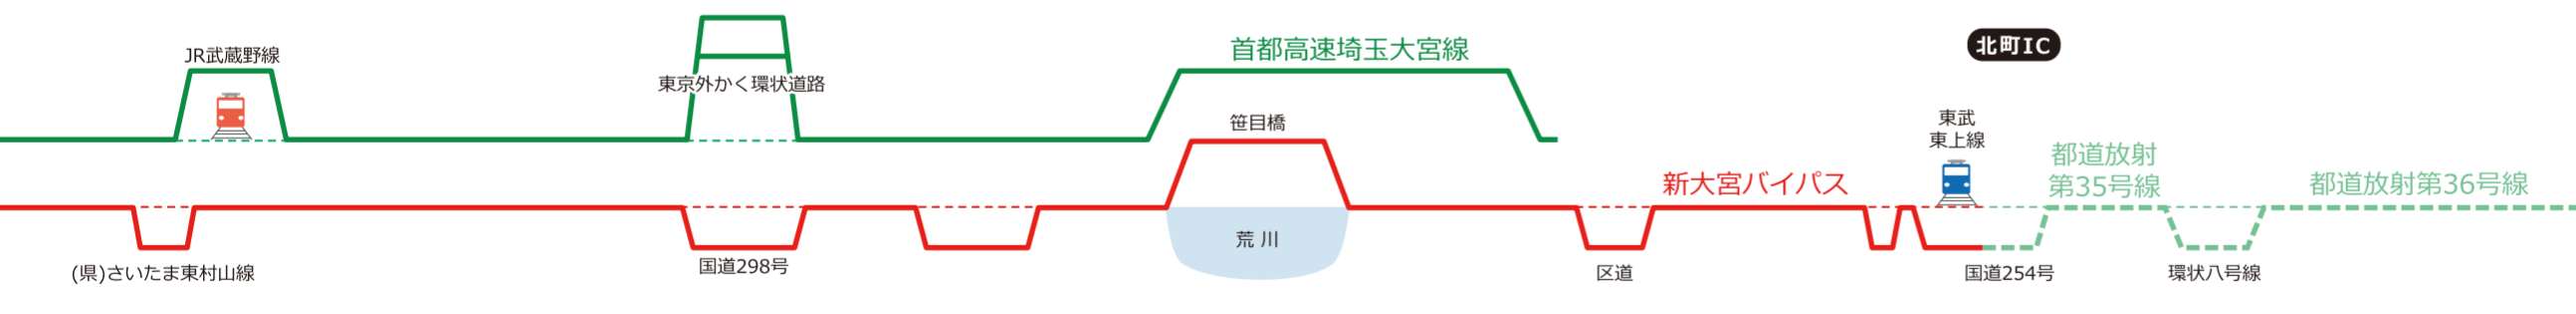 JR武蔵野線
東京外かく環状道路
首都高速埼玉大宮線
北町IC
笹目橋
東武
東上線
新大宮バイパス
都道放射
第35号線
都道放射第36号線
荒川
(県)さいたま東村山線
国道298号
区道
国道254号
環状八号線